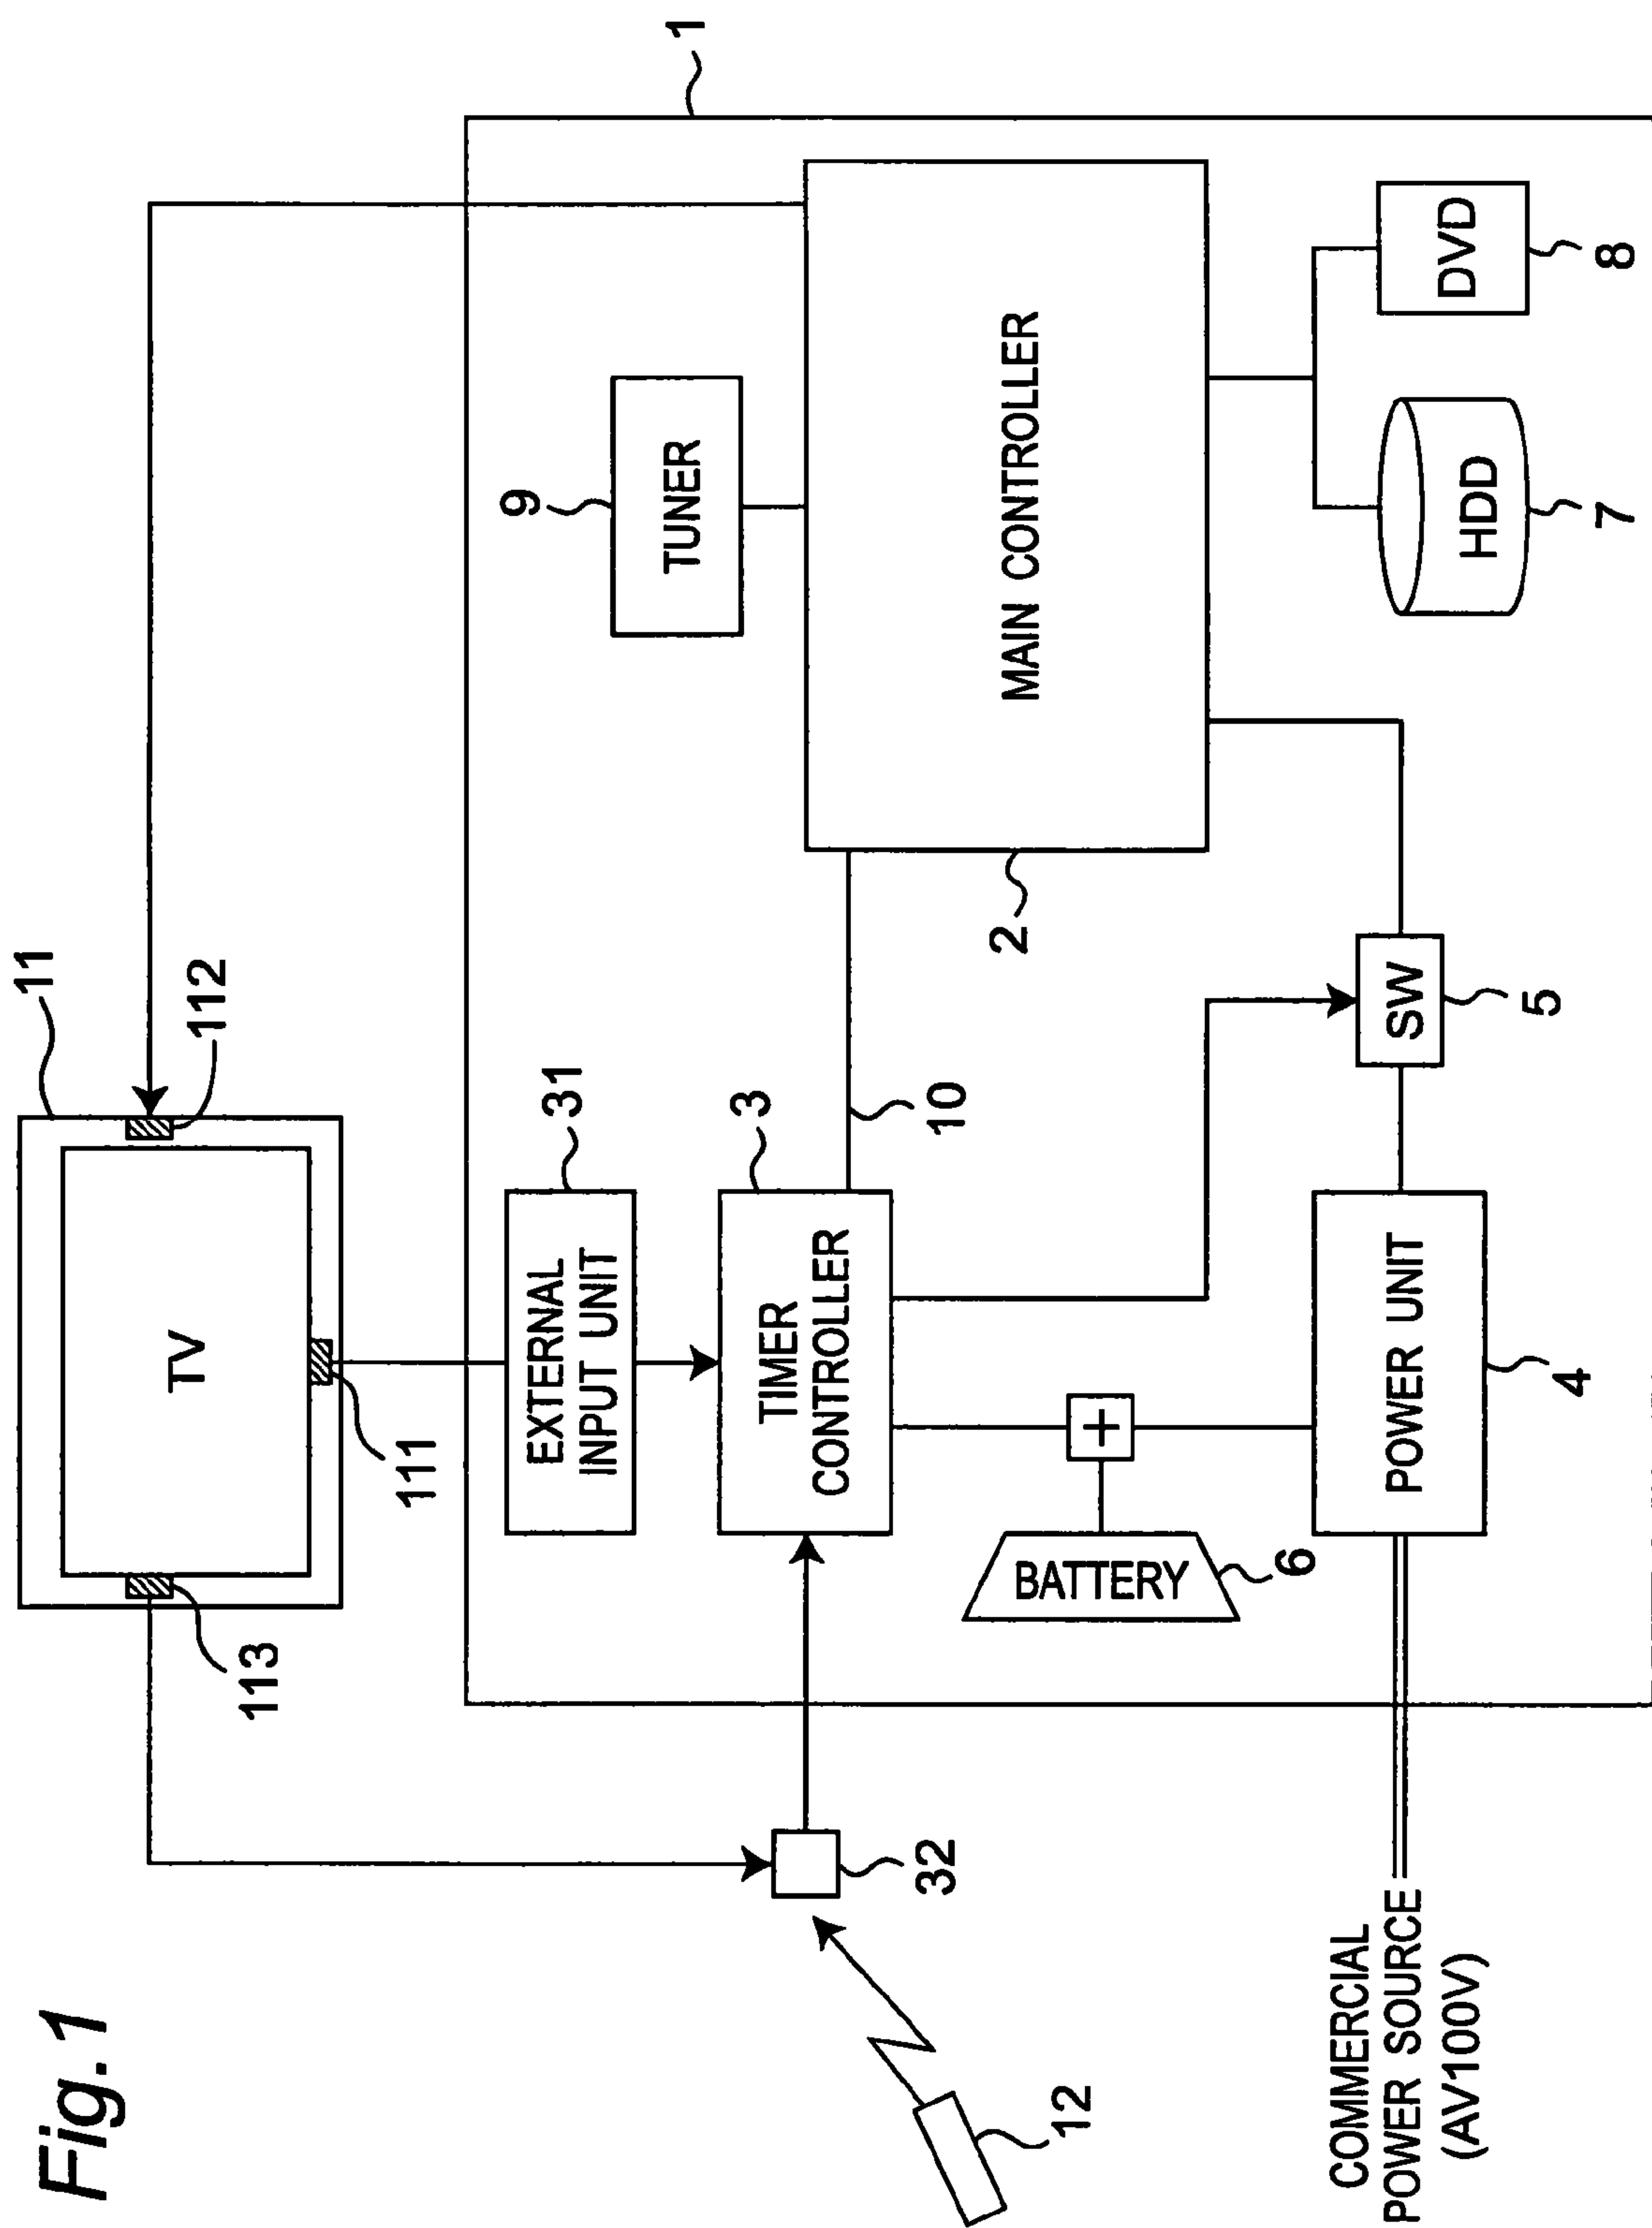 Fig.1
11
TV
113
111
112
1
EXTERNAL
INPUT UNIT
31
9
TUNER
32
TIMER
CONTROLLER
3
10
2
MAIN CONTROLLER
12
BATTERY
6
COMMERCIAL
POWER SOURCE
(AV100V)
POWER UNIT
4
SW
5
HDD
7
DVD
8